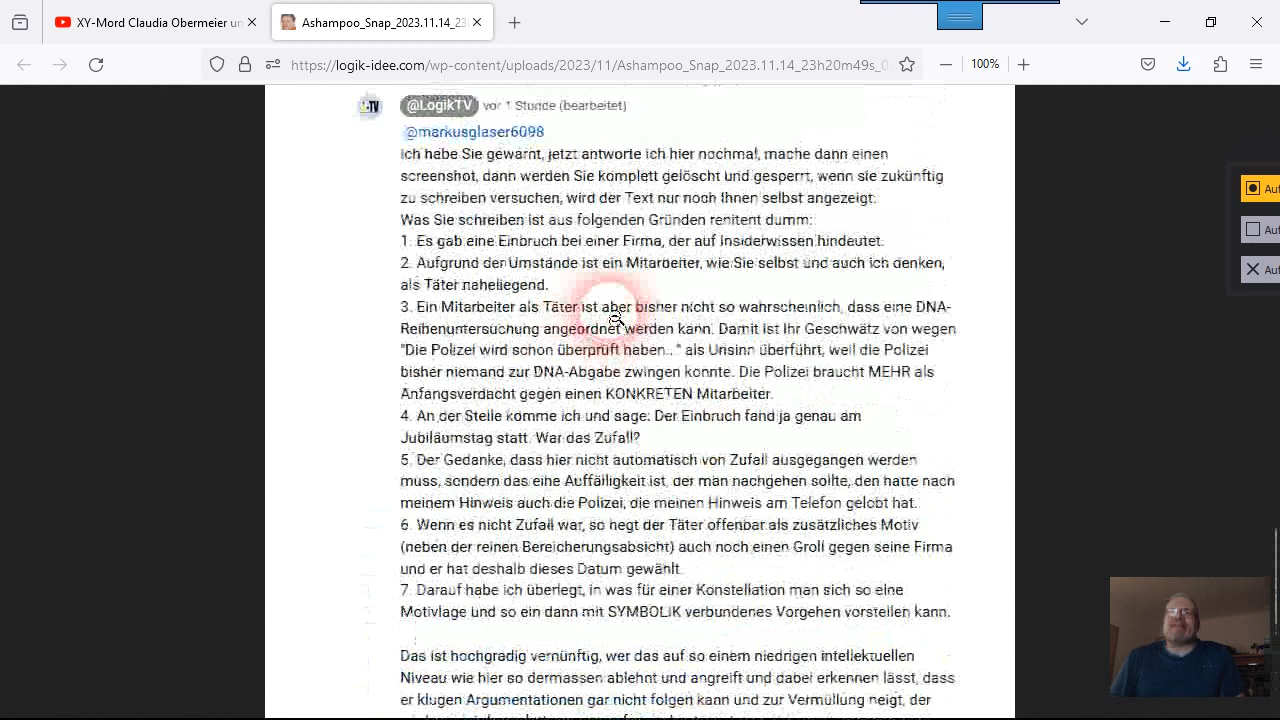 XY-Mord Claudia Obermeier un
Ashampoo_Snap_2023.11.14_23
https://logik-idee.com/wp-content/uploads/2023/11/Ashampoo_Snap_2023.11.14_23h20m49s_0
100%
@LogikTV vor 1 Stunde (bearbeitet)
@markusglaser6098
Ich habe Sie gewarnt, jetzt antworte ich hier nochmal, mache dann einen
screenshot, dann werden Sie komplett gelöscht und gesperrt, wenn sie zukünftig
zu schreiben versuchen, wird der Text nur noch Ihnen selbst angezeigt.
Was Sie schreiben ist aus folgenden Gründen renitent dumm:
1. Es gab eine Einbruch bei einer Firma, der auf Insiderwissen hindeutet.
2. Aufgrund der Umstände ist ein Mitarbeiter, wie Sie selbst und auch ich denken,
als Täter naheliegend.
3. Ein Mitarbeiter als Täter ist aber bisher nicht so wahrscheinlich, dass eine DNA-
Reihenuntersuchung angeordnet werden kann. Damit ist Ihr Geschwätz von wegen
"Die Polizei wird schon überprüft haben..." als Unsinn überführt, weil die Polizei
bisher niemand zur DNA-Abgabe zwingen konnte. Die Polizei braucht MEHR als
Anfangsverdacht gegen einen KONKRETEN Mitarbeiter.
4. An der Stelle komme ich und sage: Der Einbruch fand ja genau am
Jubiläumstag statt. War das Zufall?
5. Der Gedanke, dass hier nicht automatisch von Zufall ausgegangen werden
muss, sondern das eine Auffälligkeit ist, der man nachgehen sollte, den hatte nach
meinem Hinweis auch die Polizei, die meinen Hinweis am Telefon gelobt hat.
6. Wenn es nicht Zufall war, so hegt der Täter offenbar als zusätzliches Motiv
(neben der reinen Bereicherungsabsicht) auch noch einen Groll gegen seine Firma
und er hat deshalb dieses Datum gewählt.
7. Darauf habe ich überlegt, in was für einer Konstellation man sich so eine
Motivlage und so ein dann mit SYMBOLIK verbundenes Vorgehen vorstellen kann.
Das ist hochgradig vernünftig, wer das auf so einem niedrigen intellektuellen
Niveau wie hier so dermassen ablehnt und angreift und dabei erkennen lässt, dass
er klugen Argumentationen gar nicht folgen kann und zur Vermüllung neigt, der
Auf
Auf
Auf